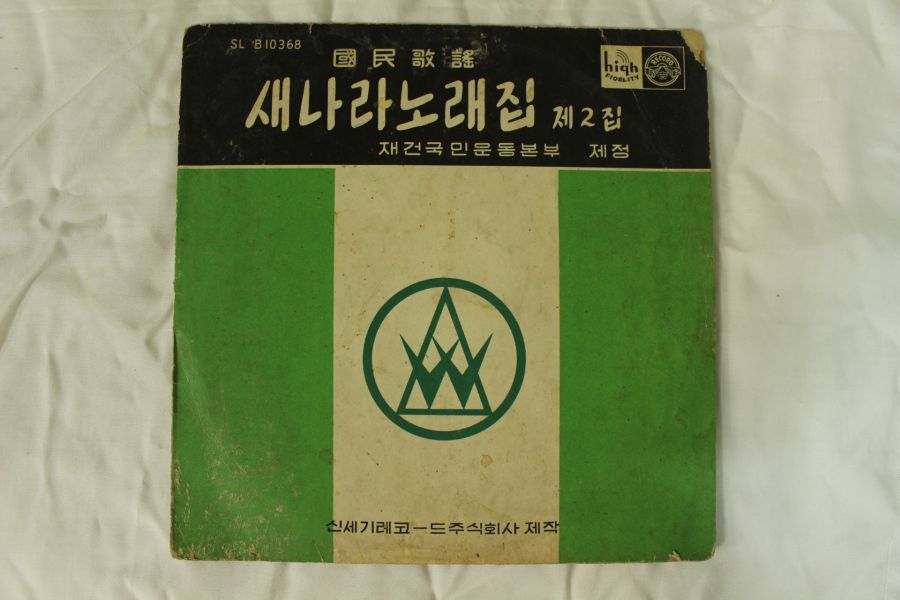 SL B10368
國民歌謠
high
FIDELITY
RECORD
새나라노래집 제2집
재건국민운동본부 제정
신세기레코ー드주식회사 제작